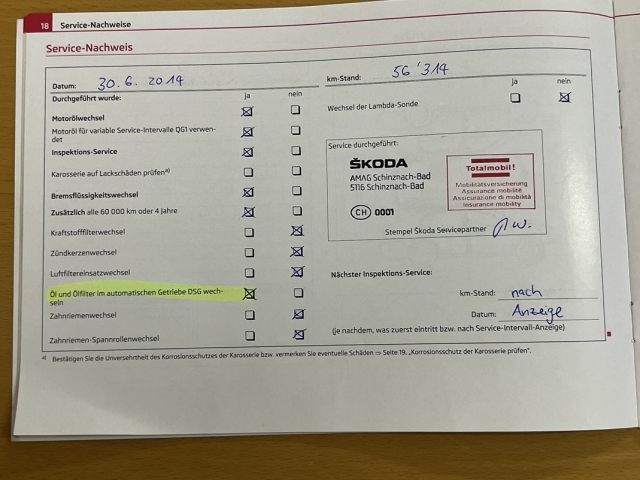 18 Service-Nachweise
Service-Nachweis
Datum: 30.6.2014
km-Stand: 56'314
Durchgeführt wurde: ja nein
ja nein
Motorölwechsel
Wechsel der Lambda-Sonde
Motoröl für variable Service-Intervalle QG1 verwen-
det
Inspektions-Service
Karosserie auf Lackschäden prüfen a)
Bremsflüssigkeitswechsel
Zusätzlich alle 60 000 km oder 4 Jahre
Kraftstofffilterwechsel
Zündkerzenwechsel
Luftfiltereinsatzwechsel
Öl und Ölfilter im automatischen Getriebe DSG wech-
seln
Zahnriemenwechsel
Zahnriemen-Spannrollenwechsel
Service durchgeführt:
ŠKODA
AMAG Schinznach-Bad
5116 Schinznach-Bad
CH 0001
Totalmobil!
Mobilitätsversicherung
Assurance mobilité
Assicurazione di mobilità
Insurance mobility
Stempel Škoda Servicepartner
Nächster Inspektions-Service:
km-Stand: nach
Datum: Anzeige
(je nachdem, was zuerst eintritt bzw. nach Service-Intervall-Anzeige)
a) Bestätigen Sie die Unversehrtheit des Korrosionsschutzes der Karosserie bzw. vermerken Sie eventuelle Schäden ⇒ Seite 19, „Korrosionsschutz der Karosserie prüfen".